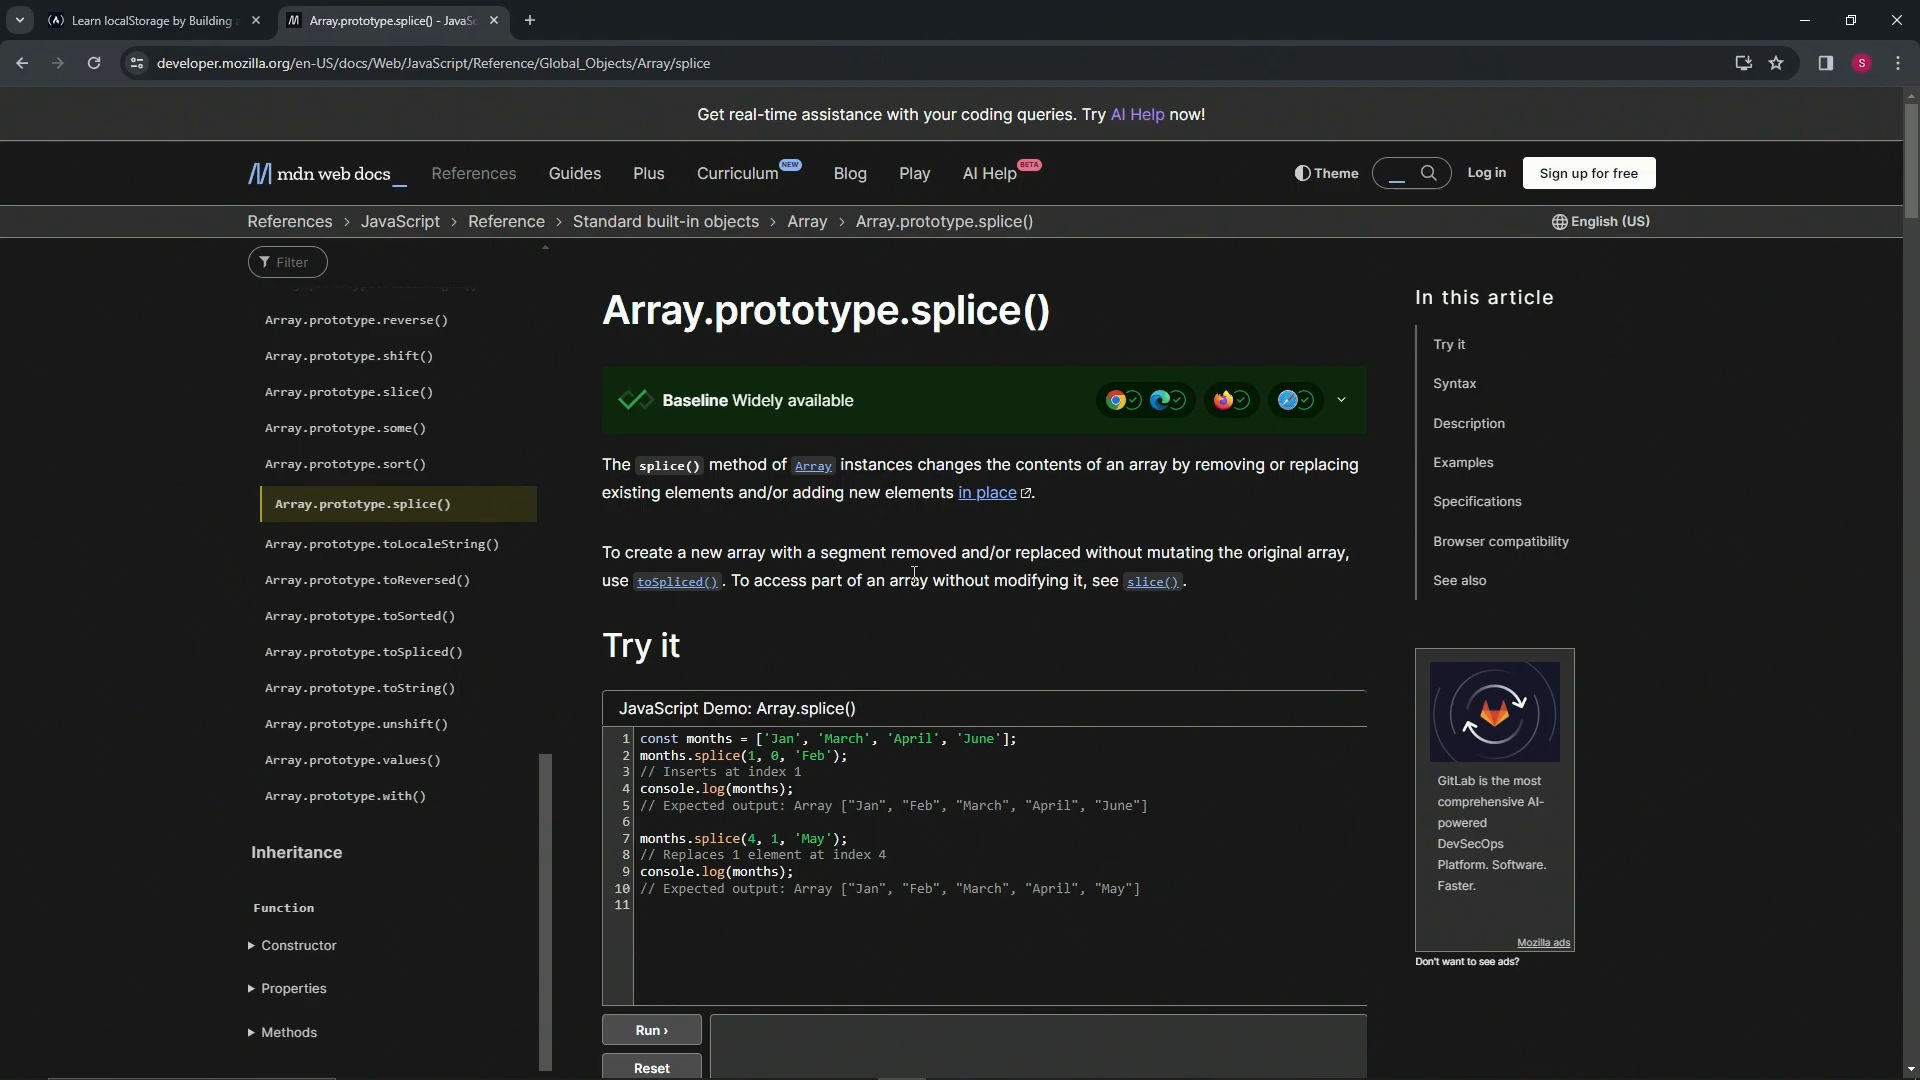 Learn localStorage by Building
Array.prototype.splice() - JavaSc
developer.mozilla.org/en-US/docs/Web/JavaScript/Reference/Global_Objects/Array/splice
S
Get real-time assistance with your coding queries. Try AI Help now!
mdn web docs_
References
Guides
Plus
Curriculum NEW
Blog
Play
AI Help BETA
Theme
Log in
Sign up for free
References > JavaScript > Reference > Standard built-in objects > Array > Array.prototype.splice()
English (US)
Filter
Array.prototype.reverse()
Array.prototype.shift()
Array.prototype.slice()
Array.prototype.some()
Array.prototype.sort()
Array.prototype.splice()
Array.prototype.toLocaleString()
Array.prototype.toReversed()
Array.prototype.toSorted()
Array.prototype.toSpliced()
Array.prototype.toString()
Array.prototype.unshift()
Array.prototype.values()
Array.prototype.with()
Inheritance
Function
Constructor
Properties
Methods
Array.prototype.splice()
Baseline Widely available
The splice() method of Array instances changes the contents of an array by removing or replacing
existing elements and/or adding new elements in place.
To create a new array with a segment removed and/or replaced without mutating the original array,
use toSpliced(). To access part of an array without modifying it, see slice().
Try it
JavaScript Demo: Array.splice()
1 const months = ['Jan', 'March', 'April', 'June'];
2 months.splice(1, 0, 'Feb');
3 // Inserts at index 1
4 console.log(months);
5 // Expected output: Array ["Jan", "Feb", "March", "April", "June"]
6
7 months.splice(4, 1, 'May');
8 // Replaces 1 element at index 4
9 console.log(months);
10 // Expected output: Array ["Jan", "Feb", "March", "April", "May"]
11
Run ›
Reset
In this article
Try it
Syntax
Description
Examples
Specifications
Browser compatibility
See also
GitLab is the most
comprehensive AI-
powered
DevSecOps
Platform. Software.
Faster.
Mozilla ads
Don't want to see ads?